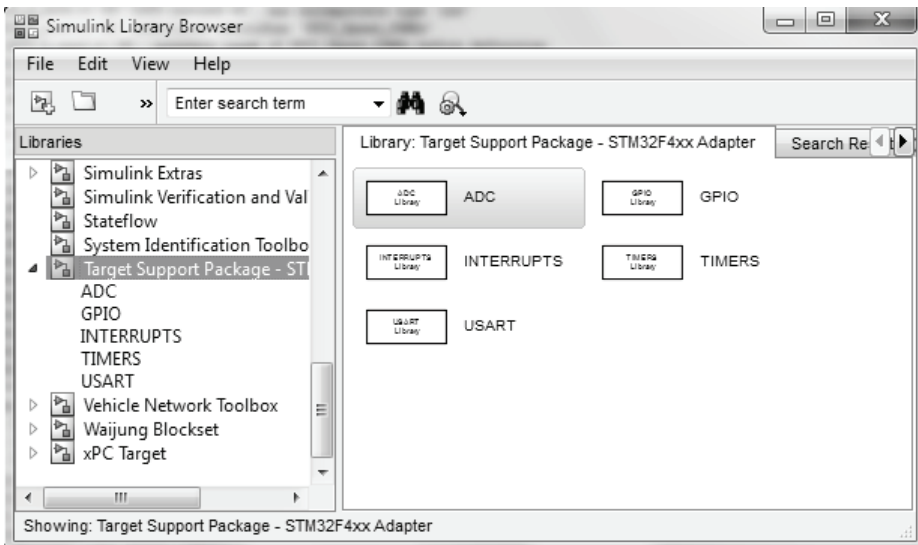 Simulink Library Browser
File Edit View Help
» Enter search term
Libraries
Simulink Extras
Simulink Verification and Val
Stateflow
System Identification Toolbo
Target Support Package - ST
ADC
GPIO
INTERRUPTS
TIMERS
USART
Vehicle Network Toolbox
Waijung Blockset
xPC Target
Library: Target Support Package - STM32F4xx Adapter Search Re
ADC
Library
ADC
GPIO
Library
GPIO
INTERRUPTS
Library
INTERRUPTS
TIMERS
Library
TIMERS
USART
Library
USART
Showing: Target Support Package - STM32F4xx Adapter